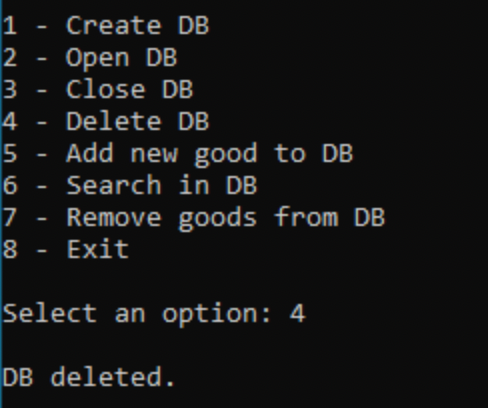 1 - Create DB
2 - Open DB
3 - Close DB
4 - Delete DB
5 - Add new good to DB
6 - Search in DB
7 - Remove goods from DB
8 - Exit
Select an option: 4
DB deleted.